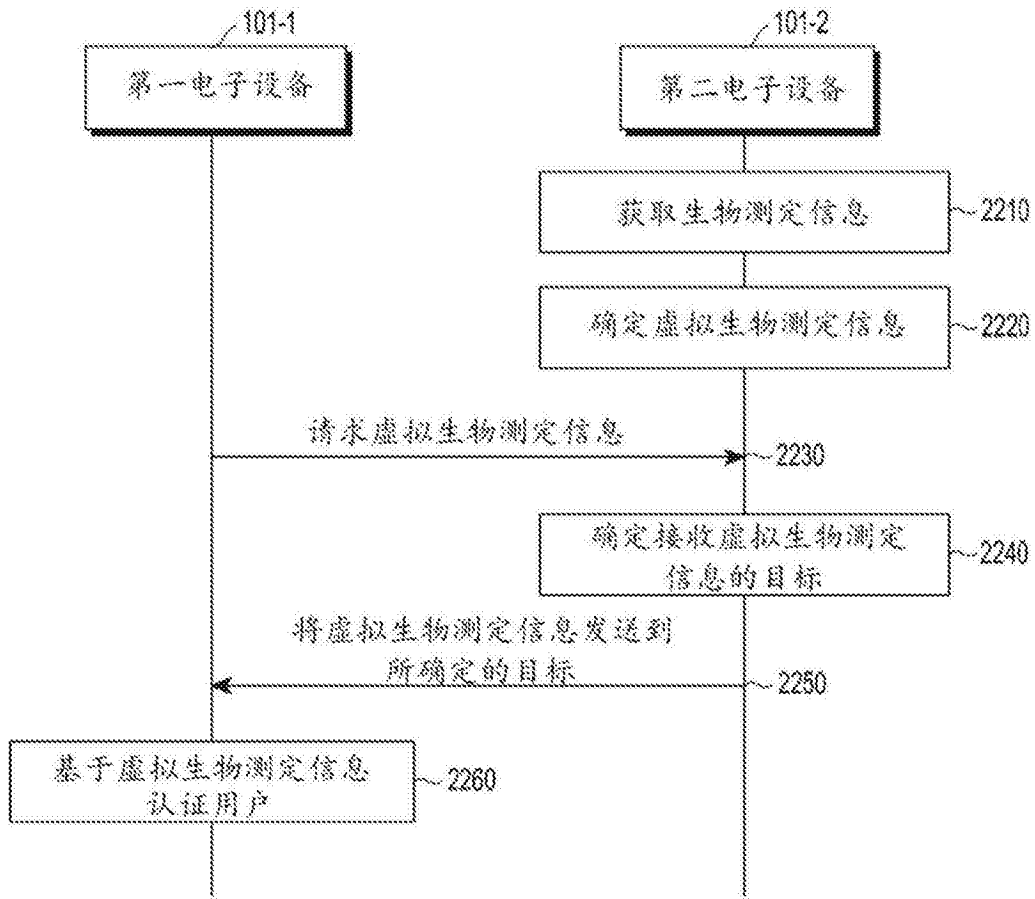 101-1
101-2
第一电子设备
第二电子设备
获取生物测定信息
2210
确定虚拟生物测定信息
2220
请求虚拟生物测定信息
2230
确定接收虚拟生物测定
信息的目标
2240
将虚拟生物测定信息发送到
所确定的目标
2250
基于虚拟生物测定信息
认证用户
2260